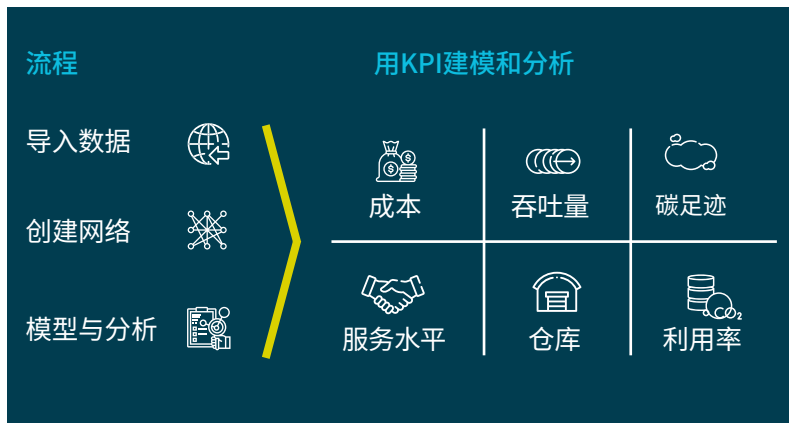 流程
用KPI建模和分析
导入数据
创建网络
模型与分析
成本
吞吐量
碳足迹
服务水平
仓库
利用率